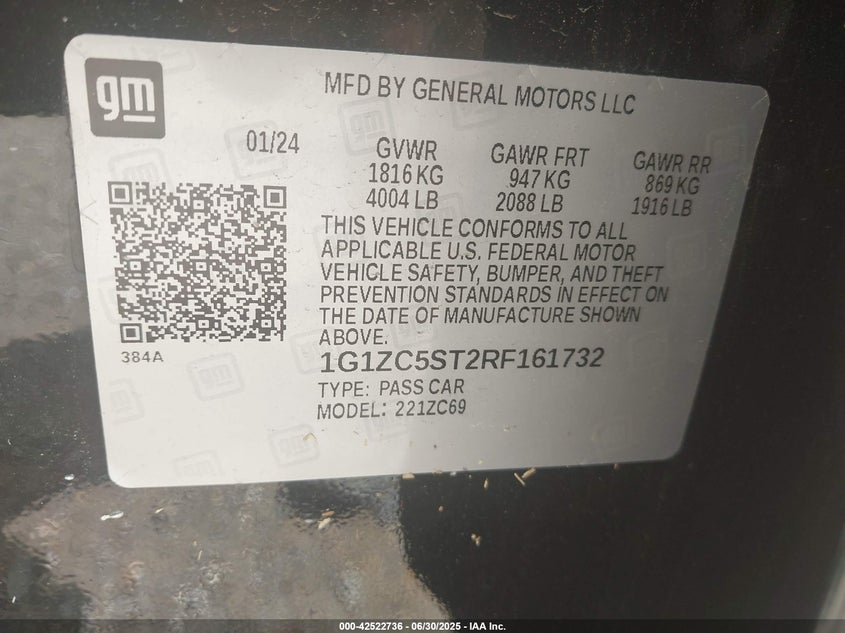 gm
MFD BY GENERAL MOTORS LLC
01/24
GVWR
1816 KG
4004 LB
GAWR FRT
947 KG
2088 LB
GAWR RR
869 KG
1916 LB
THIS VEHICLE CONFORMS TO ALL
APPLICABLE U.S. FEDERAL MOTOR
VEHICLE SAFETY, BUMPER, AND THEFT
PREVENTION STANDARDS IN EFFECT ON
THE DATE OF MANUFACTURE SHOWN
ABOVE.
384A
1G1ZC5ST2RF161732
TYPE: PASS CAR
MODEL: 221ZC69
000-42522736 - 06/30/2025 - IAA Inc.